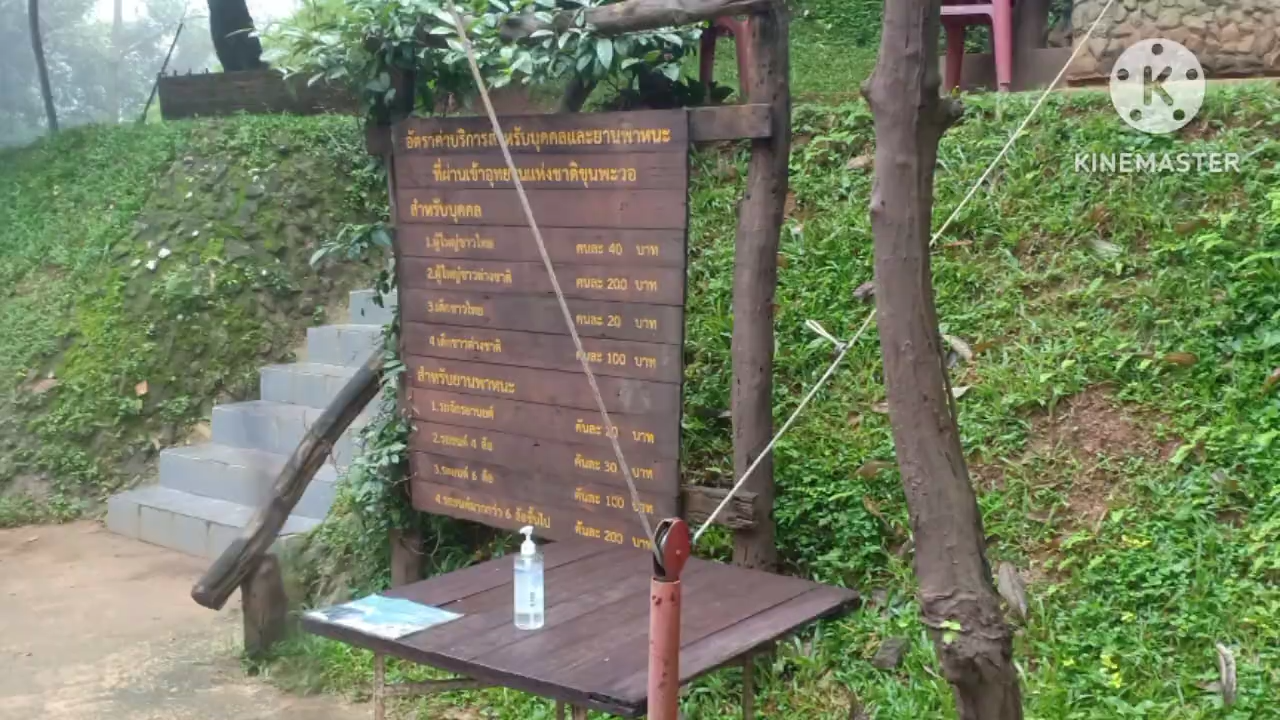 อัตราค่าบริการสำหรับบุคคลและยานพาหนะ
ที่ผ่านเข้าอุทยานแห่งชาติขุนพะวอ
สำหรับบุคคล
1.ผู้ใหญ่ชาวไทย คนละ 40 บาท
2.ผู้ใหญ่ชาวต่างชาติ คนละ 200 บาท
3.เด็กชาวไทย คนละ 20 บาท
4.เด็กชาวต่างชาติ คนละ 100 บาท
สำหรับยานพาหนะ
1.รถจักรยานยนต์ คันละ 20 บาท
2.รถยนต์ 4 ล้อ คันละ 30 บาท
3.รถยนต์ 6 ล้อ คันละ 100 บาท
4.รถยนต์มากกว่า 6 ล้อขึ้นไป คันละ 200 บาท
K
KINEMASTER